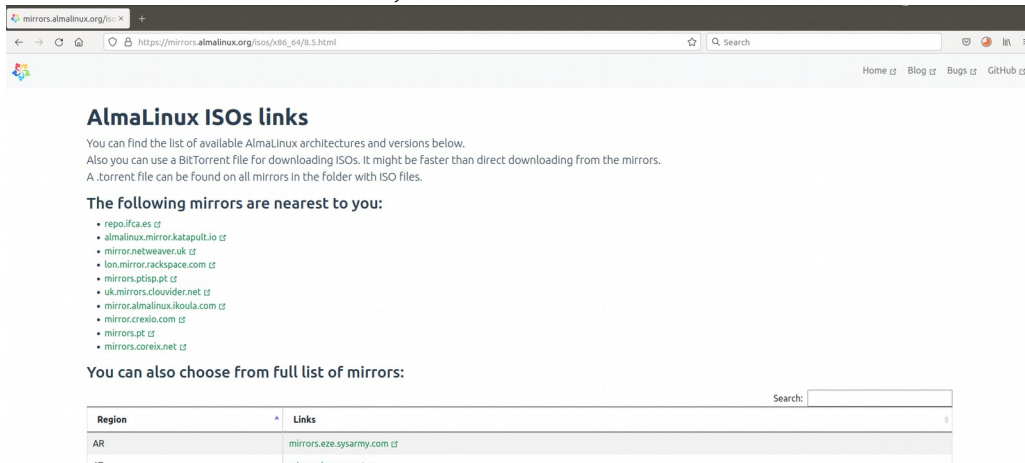 mirrors.almalinux.org/iso
https://mirrors.almalinux.org/isos/x86_64/8.5.html
Search
Home Blog Bugs GitHub
AlmaLinux ISOs links
You can find the list of available AlmaLinux architectures and versions below.
Also you can use a BitTorrent file for downloading ISOs. It might be faster than direct downloading from the mirrors.
A .torrent file can be found on all mirrors in the folder with ISO files.
The following mirrors are nearest to you:
• repo.ifca.es
• almalinux.mirror.katapult.io
• mirror.netweaver.uk
• lon.mirror.rackspace.com
• mirrors.ptisp.pt
• uk.mirrors.clouvider.net
• mirror.almalinux.ikoula.com
• mirror.crexio.com
• mirrors.pt
• mirrors.coreix.net
You can also choose from full list of mirrors:
Search:
Region Links
AR mirrors.eze.sysarmy.com